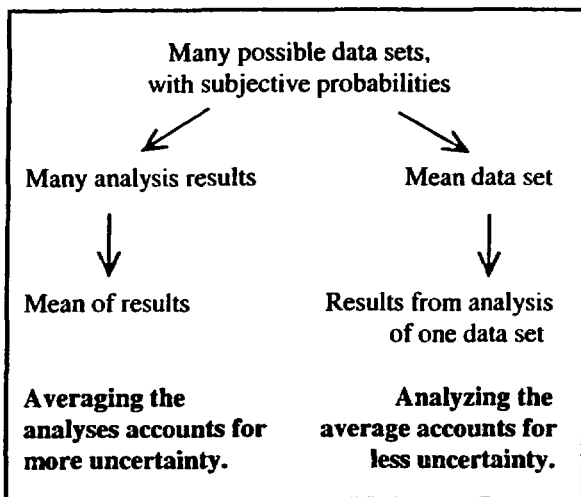 Many possible data sets,
with subjective probabilities
Many analysis results
Mean data set
Mean of results
Results from analysis
of one data set
Averaging the
analyses accounts for
more uncertainty.
Analyzing the
average accounts for
less uncertainty.